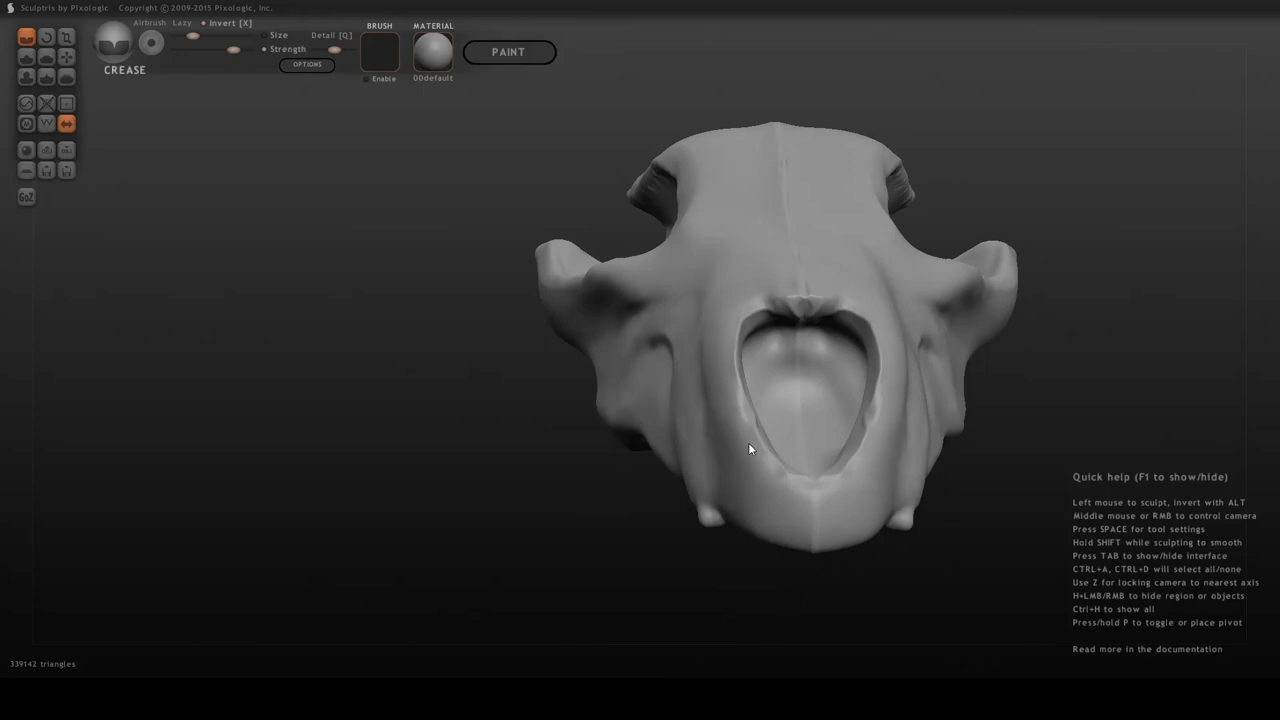 Sculptris by Pixologic   Copyright © 2009-2015 Pixologic, Inc.
Airbrush Lazy Invert [X]
Size Detail [Q]
Strength
OPTIONS
CREASE
BRUSH
Enable
MATERIAL
00default
PAINT
OBJ OBJ
GoZ
Quick help (F1 to show/hide)
Left mouse to sculpt, invert with ALT
Middle mouse or RMB to control camera
Press SPACE for tool settings
Hold SHIFT while sculpting to smooth
Press TAB to show/hide interface
CTRL+A, CTRL+D will select all/none
Use Z for locking camera to nearest axis
H+LMB/RMB to hide region or objects
Ctrl+H to show all
Press/hold P to toggle or place pivot
Read more in the documentation
339142 triangles